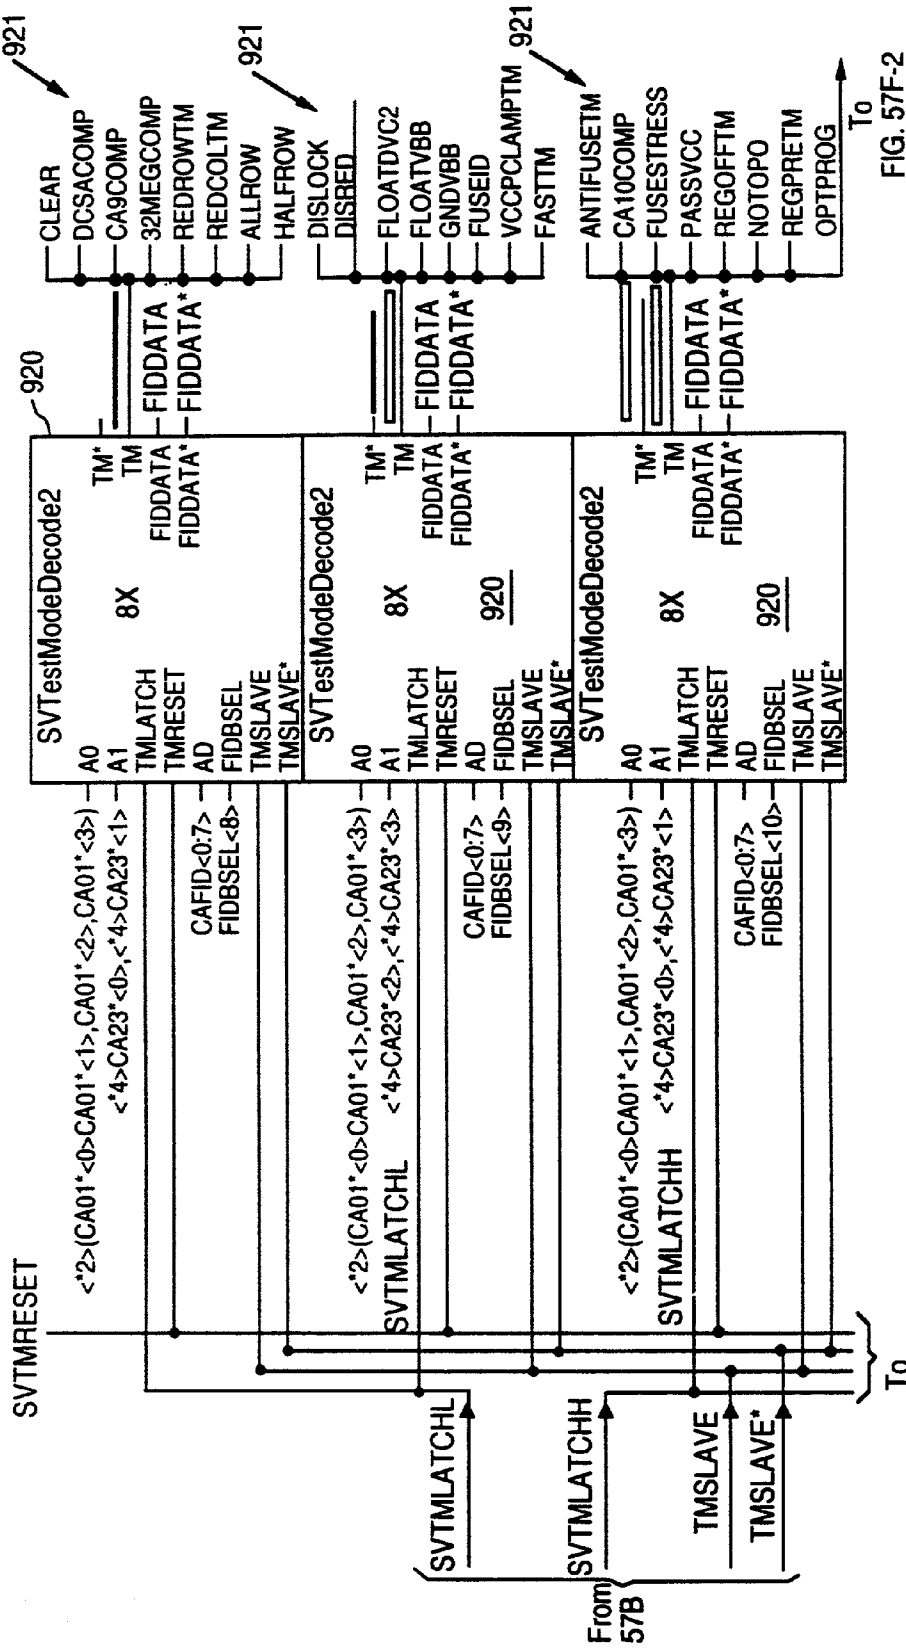 SVTMRESET
<*2>(CA01*<0>CA01*<1>,CA01*<2>,CA01*<3>)
<*4>CA23*<0>,<*4>CA23*<1>
CAFID<0:7>
FIDBSEL<8>
SVTestModeDecode2
920
A0
A1
TMLATCH
TMRESET
AD
FIDBSEL
TMSLAVE
TMSLAVE*
8X
TM*
TM
FIDDATA
FIDDATA*
FIDDATA
FIDDATA*
921
CLEAR
DCSACOMP
CA9COMP
32MEGCOMP
REDROWTM
REDCOLTM
ALLROW
HALFROW
<*2>(CA01*<0>CA01*<1>,CA01*<2>,CA01*<3>)
SVTMLATCHL
<*4>CA23*<2>,<*4>CA23*<3>
CAFID<0:7>
FIDBSEL<9>
SVTestModeDecode2
A0
A1
TMLATCH
TMRESET
AD
FIDBSEL
TMSLAVE
TMSLAVE*
8X
920
TM*
TM
FIDDATA
FIDDATA*
FIDDATA
FIDDATA*
921
DISLOCK
DISRED
FLOATDVC2
FLOATVBB
GNDVBB
FUSEID
VCCPCLAMPTM
FASTTM
SVTMLATCHL
<*2>(CA01*<0>CA01*<1>,CA01*<2>,CA01*<3>)
SVTMLATCHH
<*4>CA23*<0>,<*4>CA23*<1>
CAFID<0:7>
FIDBSEL<10>
SVTestModeDecode2
A0
A1
TMLATCH
TMRESET
AD
FIDBSEL
TMSLAVE
TMSLAVE*
8X
920
TM*
TM
FIDDATA
FIDDATA*
FIDDATA
FIDDATA*
921
ANTIFUSETM
CA10COMP
FUSESTRESS
PASSVCC
REGOFFTM
NOTOPO
REGPRETM
OPTPROG
SVTMLATCHH
TMSLAVE
TMSLAVE*
From
57B
To
To
FIG. 57F-2